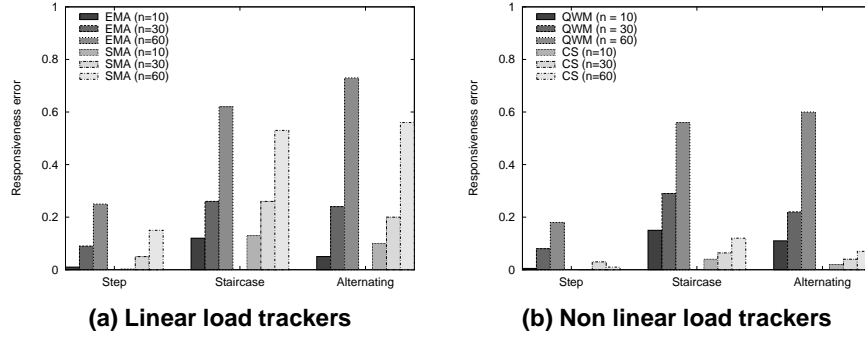 Responsiveness error
1
0.8
0.6
0.4
0.2
0
EMA (n=10)
EMA (n=30)
EMA (n=60)
SMA (n=10)
SMA (n=30)
SMA (n=60)
Step
Staircase
Alternating
(a) Linear load trackers
Responsiveness error
1
0.8
0.6
0.4
0.2
0
QWM (n = 10)
QWM (n = 30)
QWM (n = 60)
CS (n=10)
CS (n=30)
CS (n=60)
Step
Staircase
Alternating
(b) Non linear load trackers